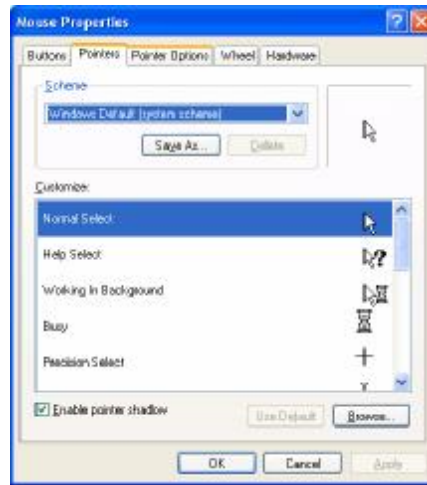 Mouse Properties
Buttons Pointers Pointer Options Wheel Hardware
Scheme
Windows Default (system scheme)
Save As... Delete
Customize:
Normal Select
Help Select
Working In Background
Busy
Precision Select
Enable pointer shadow
Use Default Browse...
OK Cancel Apply